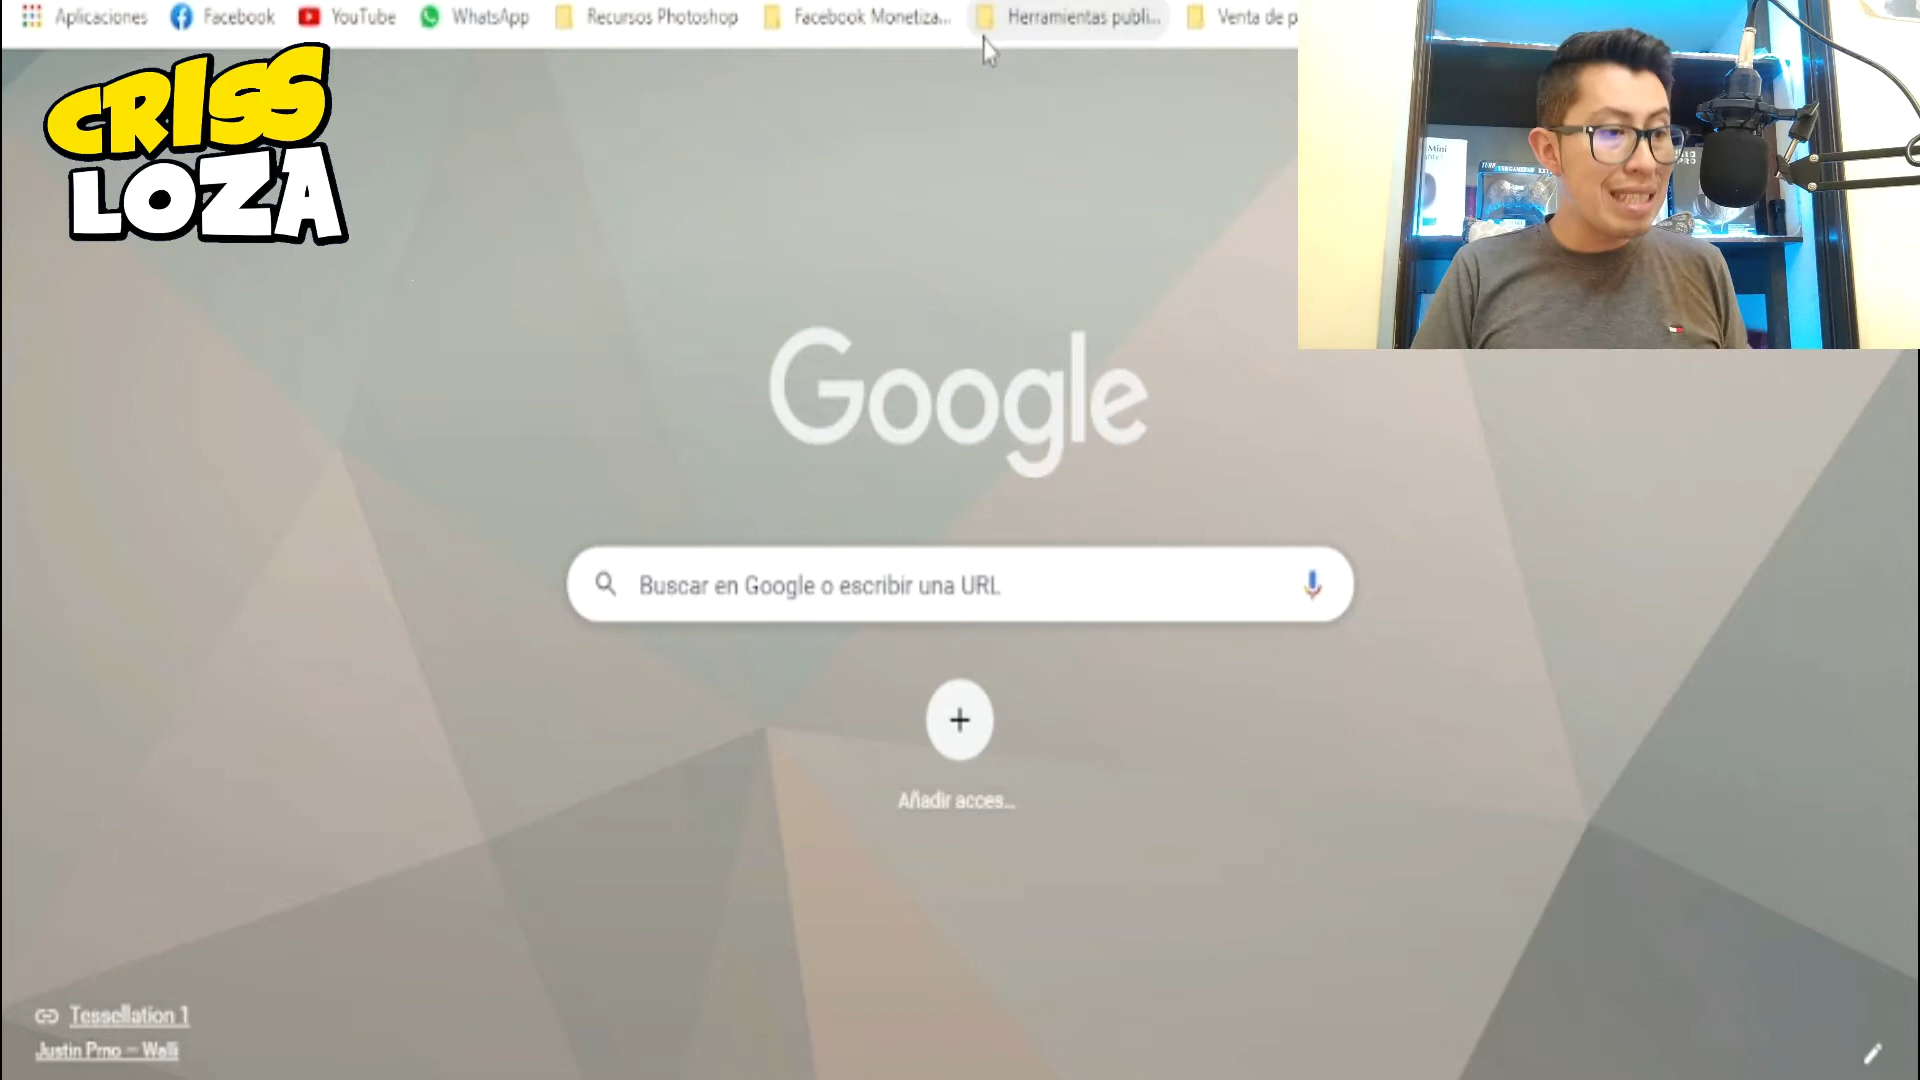 Aplicaciones Facebook YouTube WhatsApp Recursos Photoshop Facebook Monetiza... Herramientas publi... Venta de p
CRISS
LOZA
Mini
Google
Buscar en Google o escribir una URL
+
Añadir acces...
Tessellation 1
Justin Prno – Walli